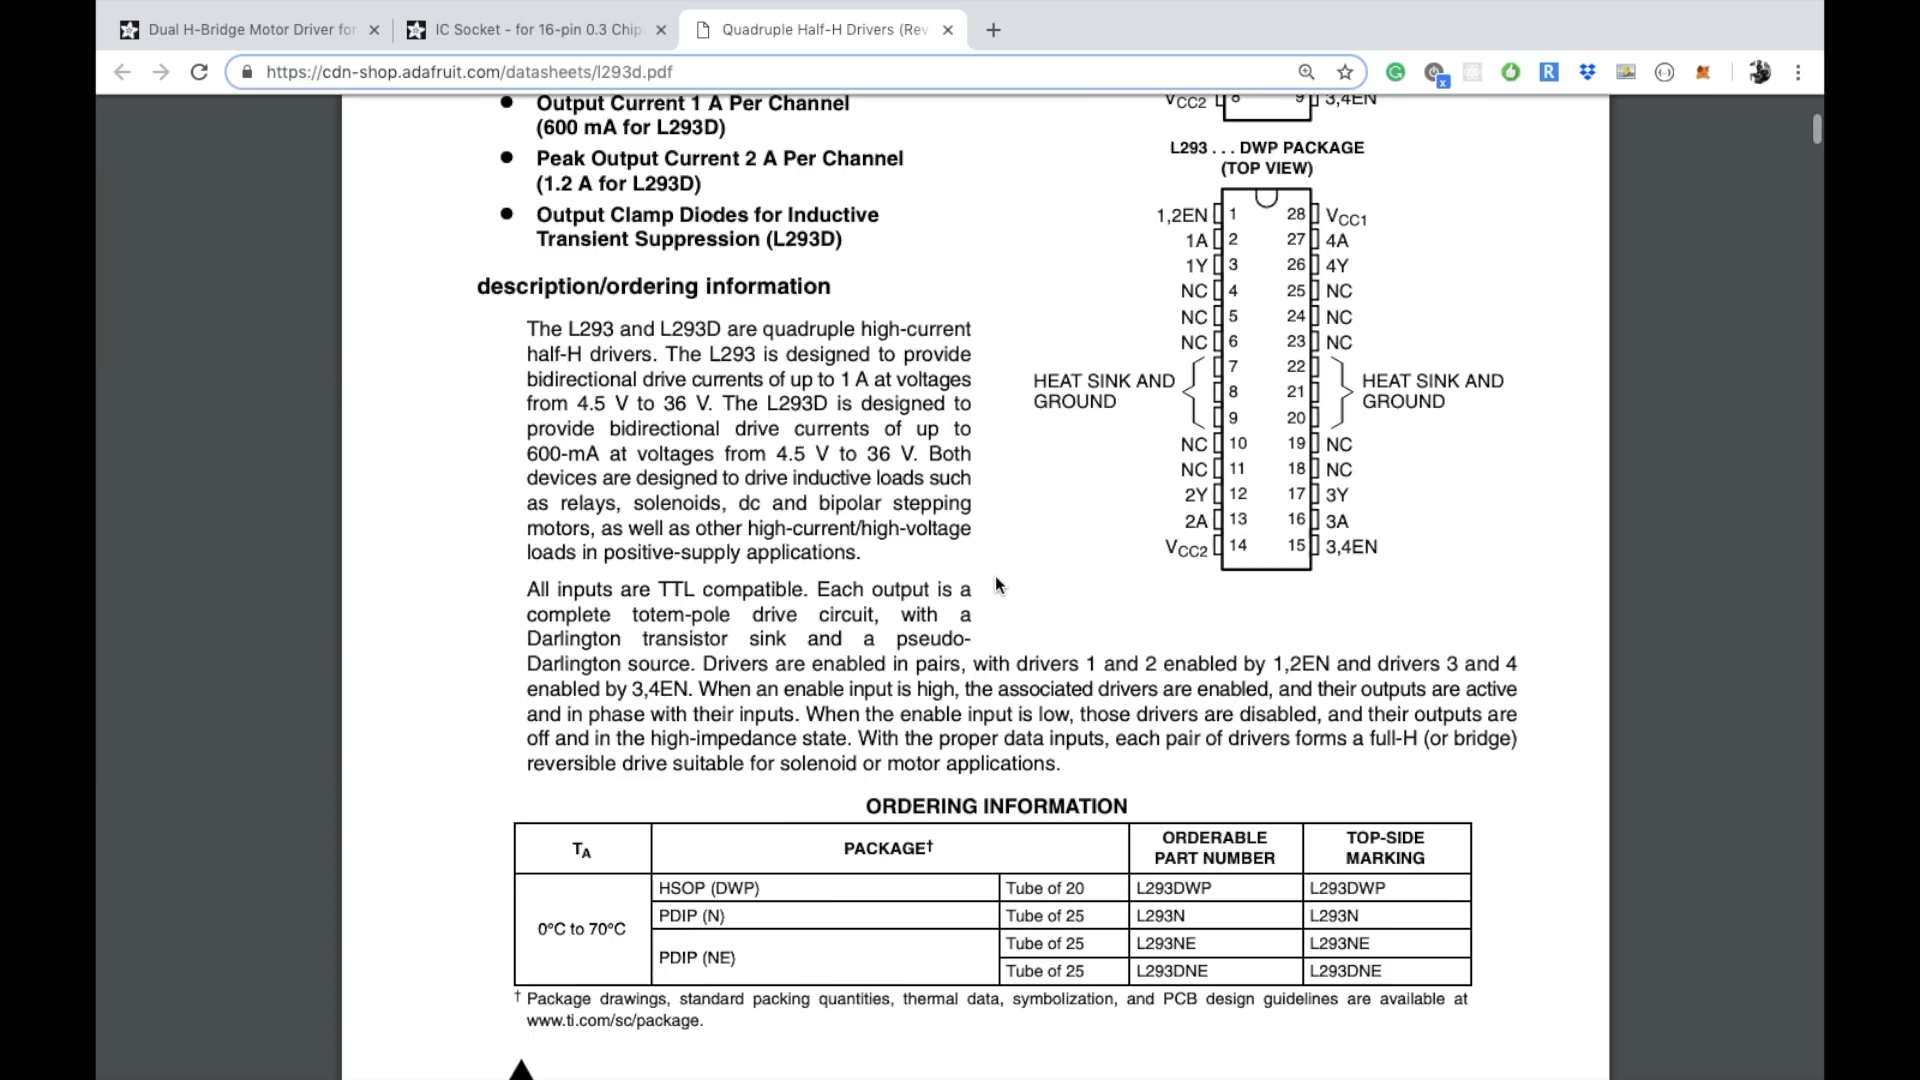 Dual H-Bridge Motor Driver for
IC Socket - for 16-pin 0.3 Chip
Quadruple Half-H Drivers (Rev
https://cdn-shop.adafruit.com/datasheets/l293d.pdf
Output Current 1 A Per Channel
(600 mA for L293D)
Peak Output Current 2 A Per Channel
(1.2 A for L293D)
Output Clamp Diodes for Inductive
Transient Suppression (L293D)
VCC2 8 9 3,4EN
L293 . . . DWP PACKAGE
(TOP VIEW)
1,2EN 1 28 VCC1
1A 2 27 4A
1Y 3 26 4Y
NC 4 25 NC
NC 5 24 NC
NC 6 23 NC
7 22
HEAT SINK AND
GROUND
8 21
HEAT SINK AND
GROUND
9 20
NC 10 19 NC
NC 11 18 NC
2Y 12 17 3Y
2A 13 16 3A
VCC2 14 15 3,4EN
description/ordering information
The L293 and L293D are quadruple high-current
half-H drivers. The L293 is designed to provide
bidirectional drive currents of up to 1 A at voltages
from 4.5 V to 36 V. The L293D is designed to
provide bidirectional drive currents of up to
600-mA at voltages from 4.5 V to 36 V. Both
devices are designed to drive inductive loads such
as relays, solenoids, dc and bipolar stepping
motors, as well as other high-current/high-voltage
loads in positive-supply applications.
All inputs are TTL compatible. Each output is a
complete totem-pole drive circuit, with a
Darlington transistor sink and a pseudo-
Darlington source. Drivers are enabled in pairs, with drivers 1 and 2 enabled by 1,2EN and drivers 3 and 4
enabled by 3,4EN. When an enable input is high, the associated drivers are enabled, and their outputs are active
and in phase with their inputs. When the enable input is low, those drivers are disabled, and their outputs are
off and in the high-impedance state. With the proper data inputs, each pair of drivers forms a full-H (or bridge)
reversible drive suitable for solenoid or motor applications.
ORDERING INFORMATION
TA PACKAGE† ORDERABLE PART NUMBER TOP-SIDE MARKING
0°C to 70°C
HSOP (DWP) Tube of 20 L293DWP L293DWP
PDIP (N) Tube of 25 L293N L293N
PDIP (NE) Tube of 25 L293NE L293NE
Tube of 25 L293DNE L293DNE
† Package drawings, standard packing quantities, thermal data, symbolization, and PCB design guidelines are available at
www.ti.com/sc/package.